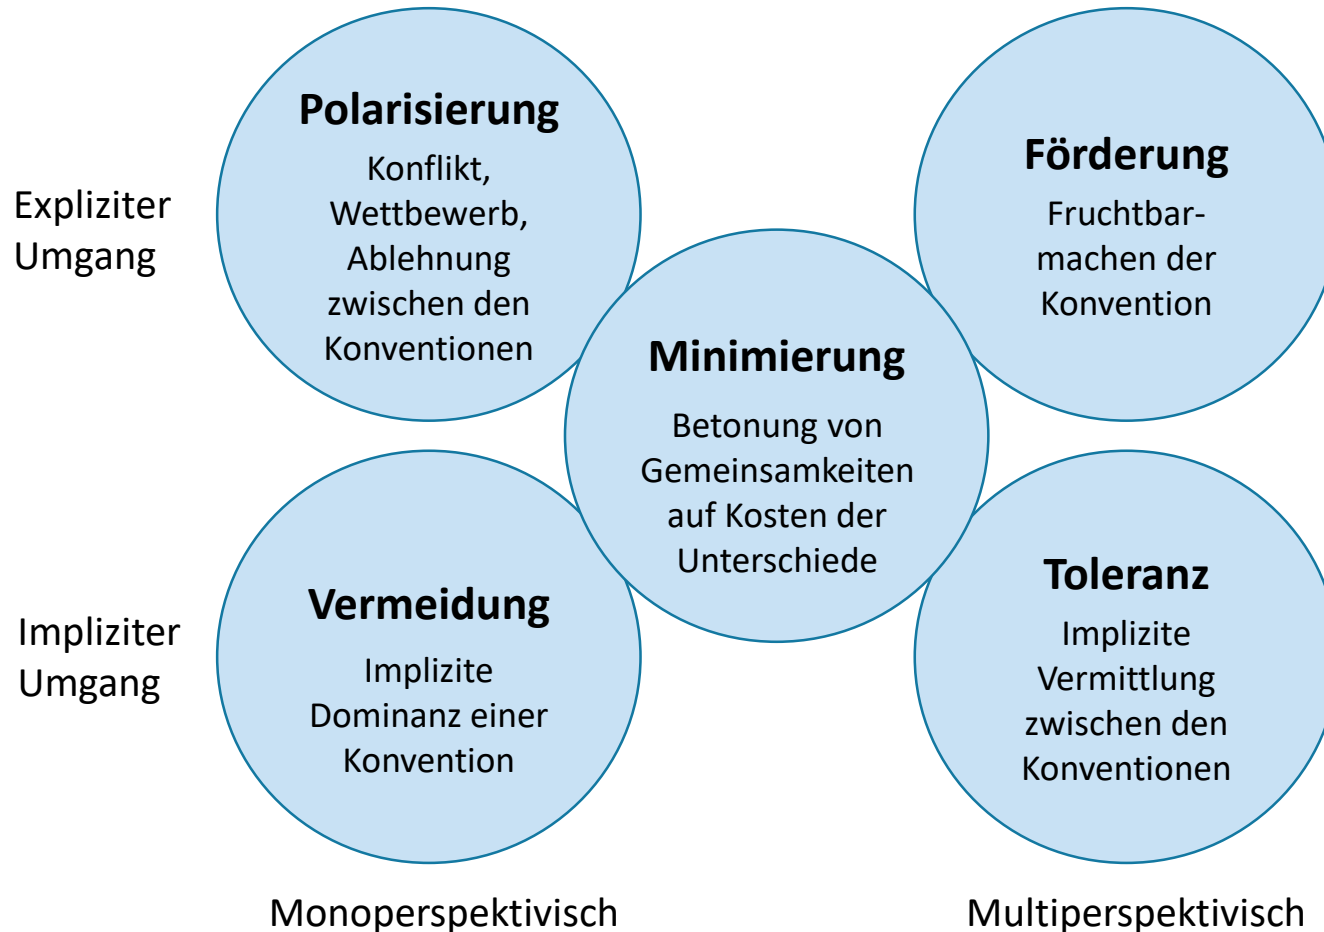 Expliziter
Umgang
Polarisierung
Konflikt,
Wettbewerb,
Ablehnung
zwischen den
Konventionen
Förderung
Fruchtbar-
machen der
Konvention
Minimierung
Betonung von
Gemeinsamkeiten
auf Kosten der
Unterschiede
Impliziter
Umgang
Vermeidung
Implizite
Dominanz einer
Konvention
Toleranz
Implizite
Vermittlung
zwischen den
Konventionen
Monoperspektivisch
Multiperspektivisch